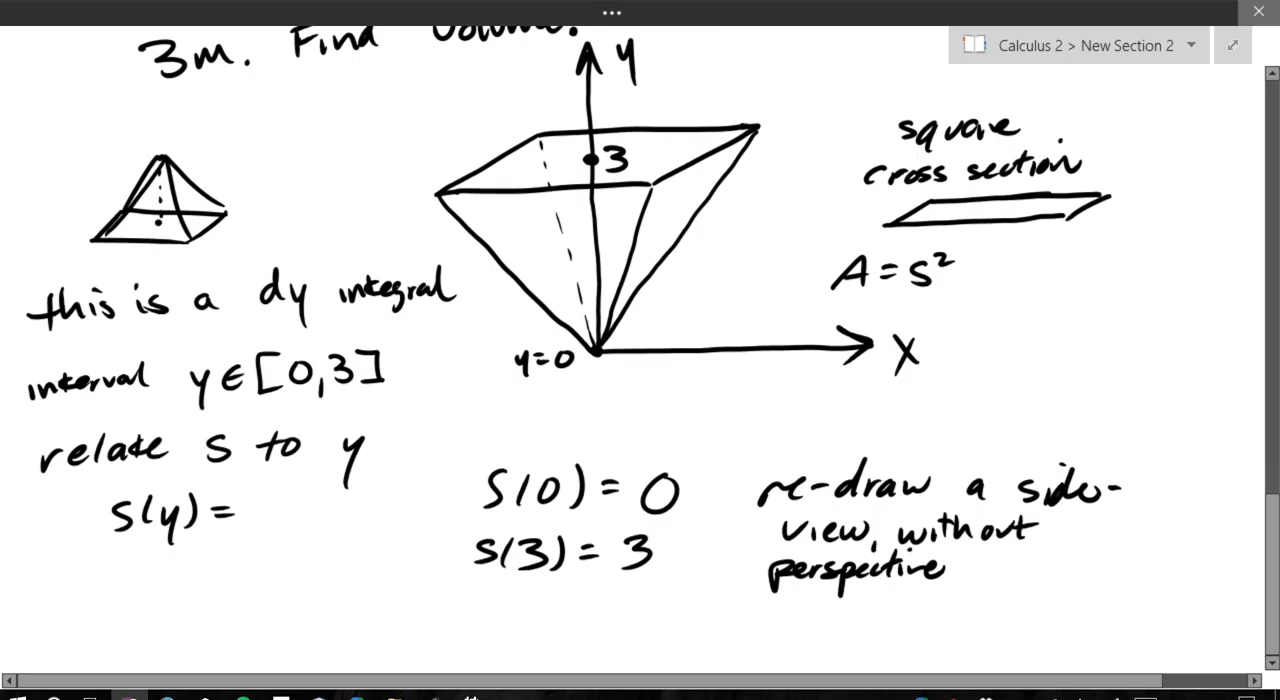 Calculus 2 > New Section 2
3m. Find volume.
y
3
square
cross section
A = s²
this is a dy integral
interval y ∈ [0,3]
y=0
X
relate s to y
s(y) =
S(0) = 0
s(3) = 3
re-draw a side-
view, without
perspective